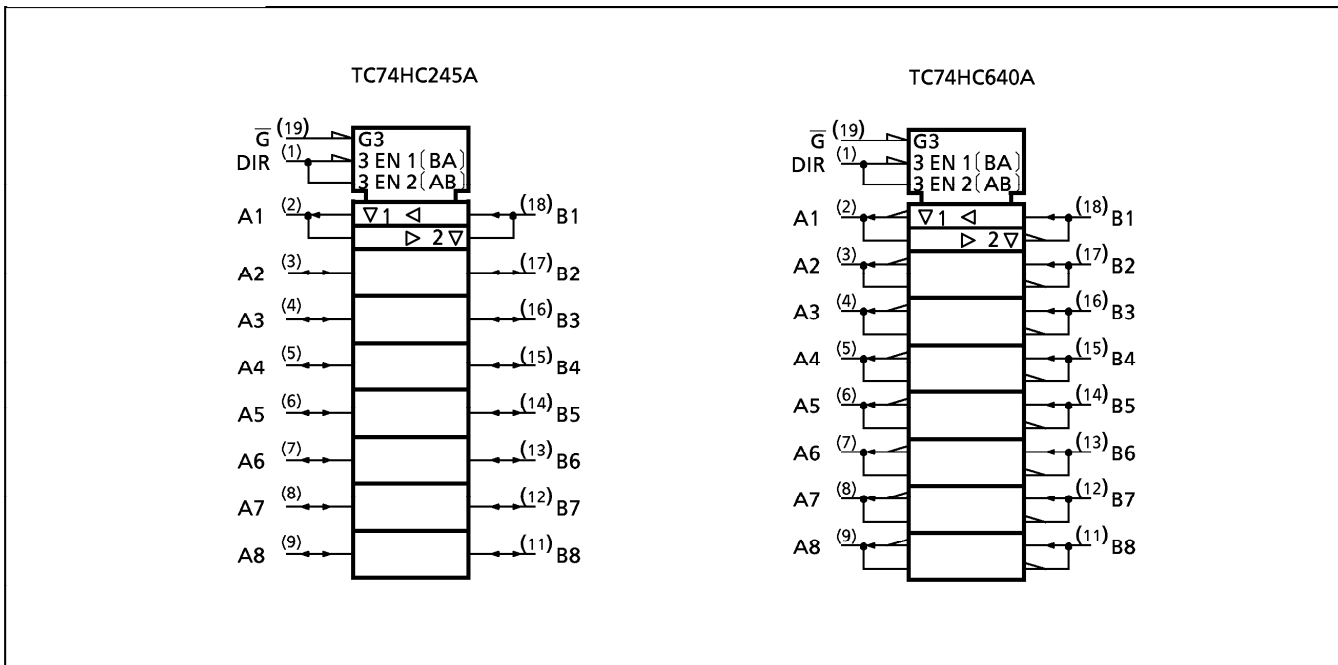 TC74HC245A
G (19) G3
DIR (1) 3 EN 1 [BA]
3 EN 2 [AB]
A1 (2) ▽ 1 ◁ (18) B1
▷ 2 ▽
A2 (3) (17) B2
A3 (4) (16) B3
A4 (5) (15) B4
A5 (6) (14) B5
A6 (7) (13) B6
A7 (8) (12) B7
A8 (9) (11) B8
TC74HC640A
G (19) G3
DIR (1) 3 EN 1 [BA]
3 EN 2 [AB]
A1 (2) ▽ 1 ◁ (18) B1
▷ 2 ▽
A2 (3) (17) B2
A3 (4) (16) B3
A4 (5) (15) B4
A5 (6) (14) B5
A6 (7) (13) B6
A7 (8) (12) B7
A8 (9) (11) B8